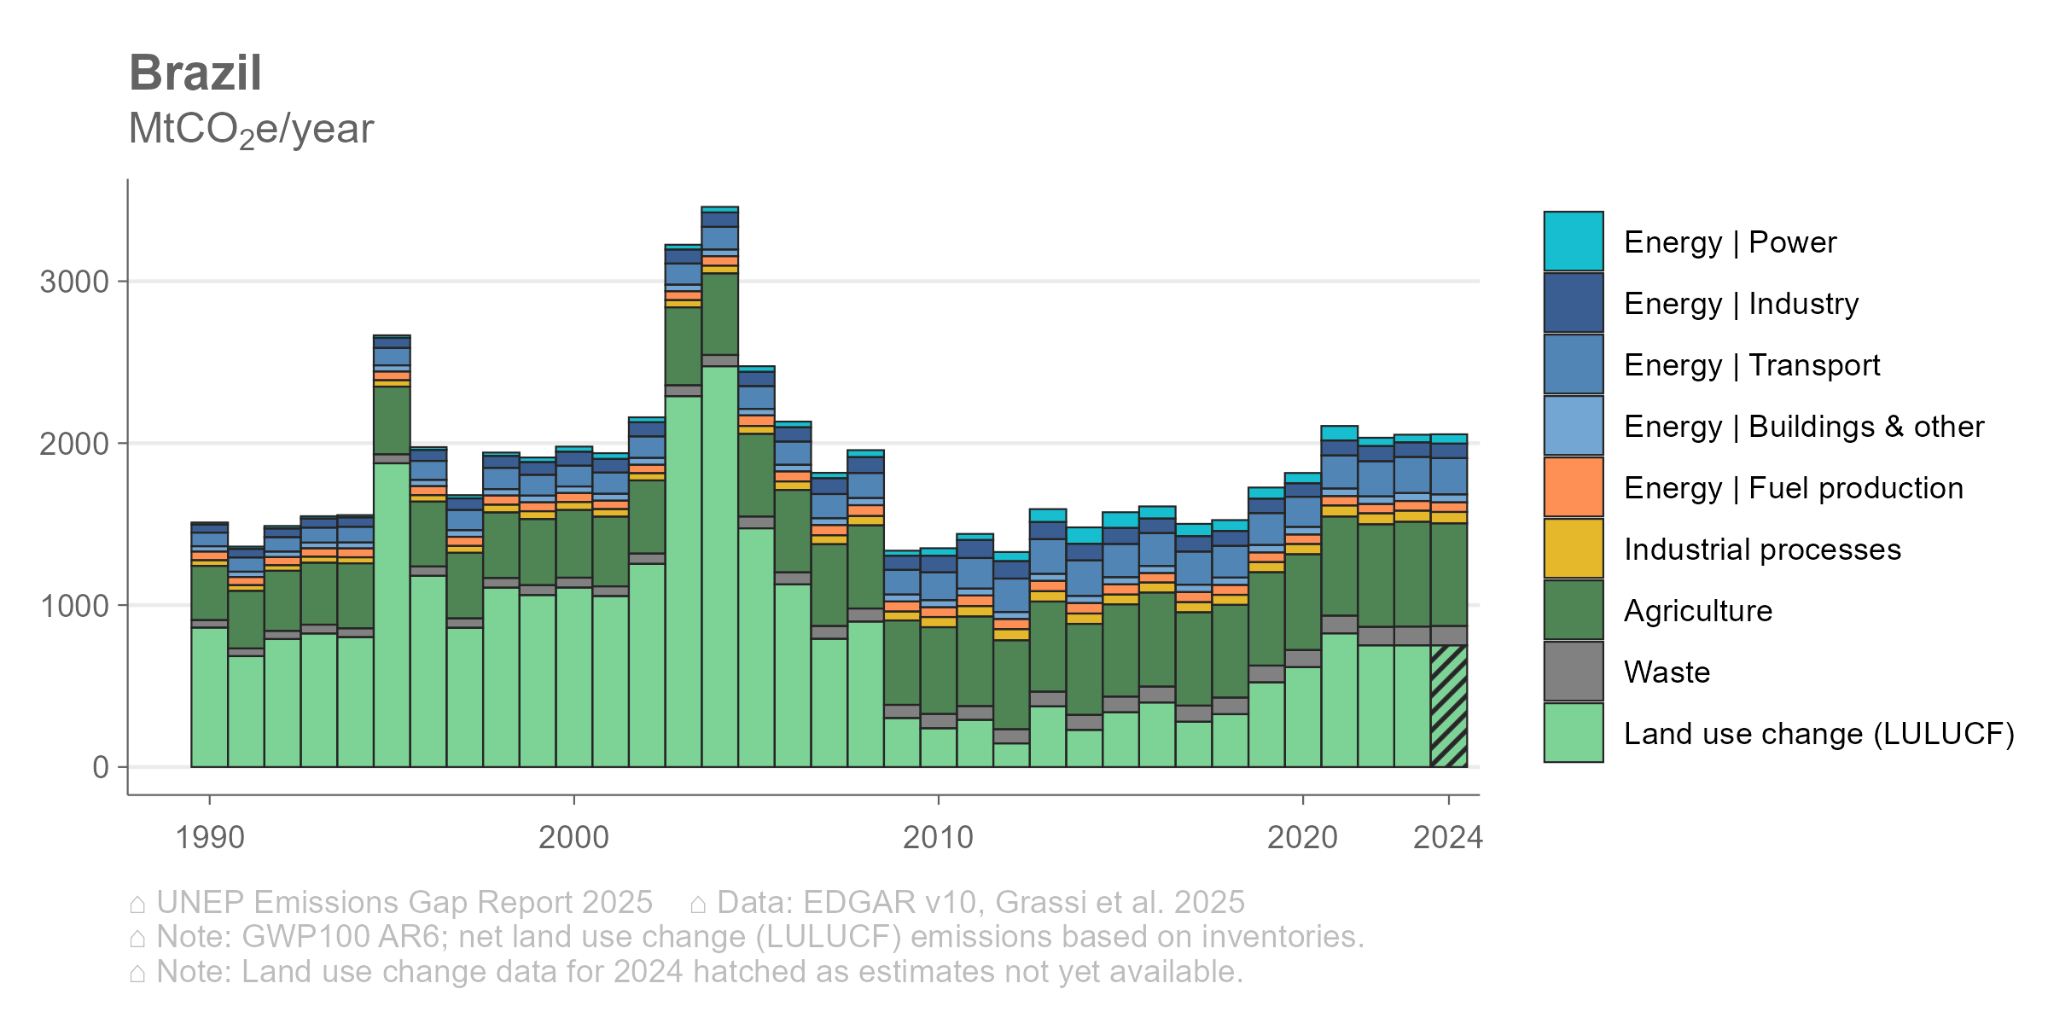 Brazil
MtCO₂e/year
3000
2000
1000
0
1990
2000
2010
2020
2024
Energy | Power
Energy | Industry
Energy | Transport
Energy | Buildings & other
Energy | Fuel production
Industrial processes
Agriculture
Waste
Land use change (LULUCF)
⌂ UNEP Emissions Gap Report 2025 ⌂ Data: EDGAR v10, Grassi et al. 2025
⌂ Note: GWP100 AR6; net land use change (LULUCF) emissions based on inventories.
⌂ Note: Land use change data for 2024 hatched as estimates not yet available.